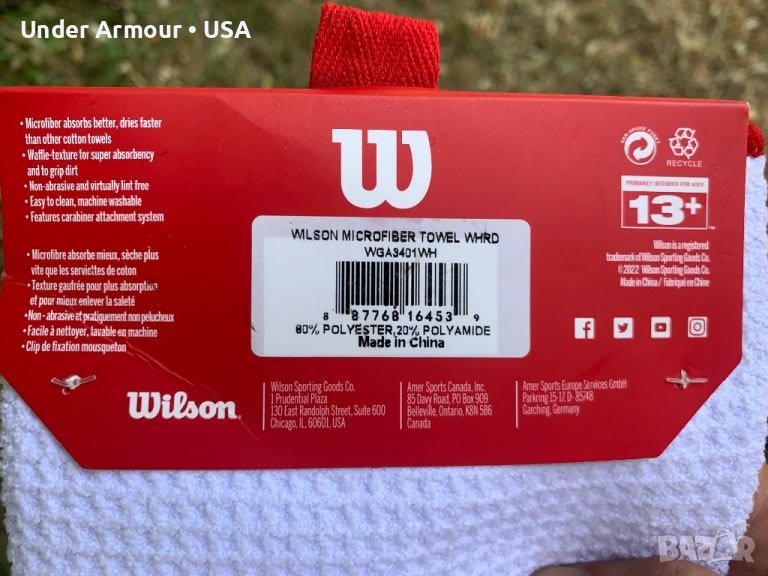 Under Armour • USA
• Microfiber absorbs better, dries faster
than other cotton towels
• Waffle-texture for super absorbency
and to grip dirt
• Non-abrasive and virtually lint free
• Easy to clean, machine washable
• Features carabiner attachment system
• Microfibre absorbe mieux, sèche plus
vite que les serviettes de coton
• Texture gaufrée pour plus absorption
et pour mieux enlever la saleté
• Non - abrasive et pratiquement non pelucheux
• Facile à nettoyer, lavable en machine
• Clip de fixation mousqueton
W
WILSON MICROFIBER TOWEL WHRD
WGA3401WH
8 87768 16453 9
80% POLYESTER,20% POLYAMIDE
Made in China
DER GRÜNE PUNKT
RECYCLE
PRIMARILY INTENDED FOR AGES
13+
Wilson is a registered
trademark of Wilson Sporting Goods Co.
©2022 Wilson Sporting Goods Co.
Made in China / Fabriqué en Chine
Wilson
Wilson Sporting Goods Co.
1 Prudential Plaza
130 East Randolph Street, Suite 600
Chicago, IL. 60601, USA
Amer Sports Canada, Inc.
85 Davy Road, PO Box 909
Belleville, Ontario, K8N 5B6
Canada
Amer Sports Europe Services GmbH
Parkring 15-17, D- 85748
Garching, Germany
BAZAR